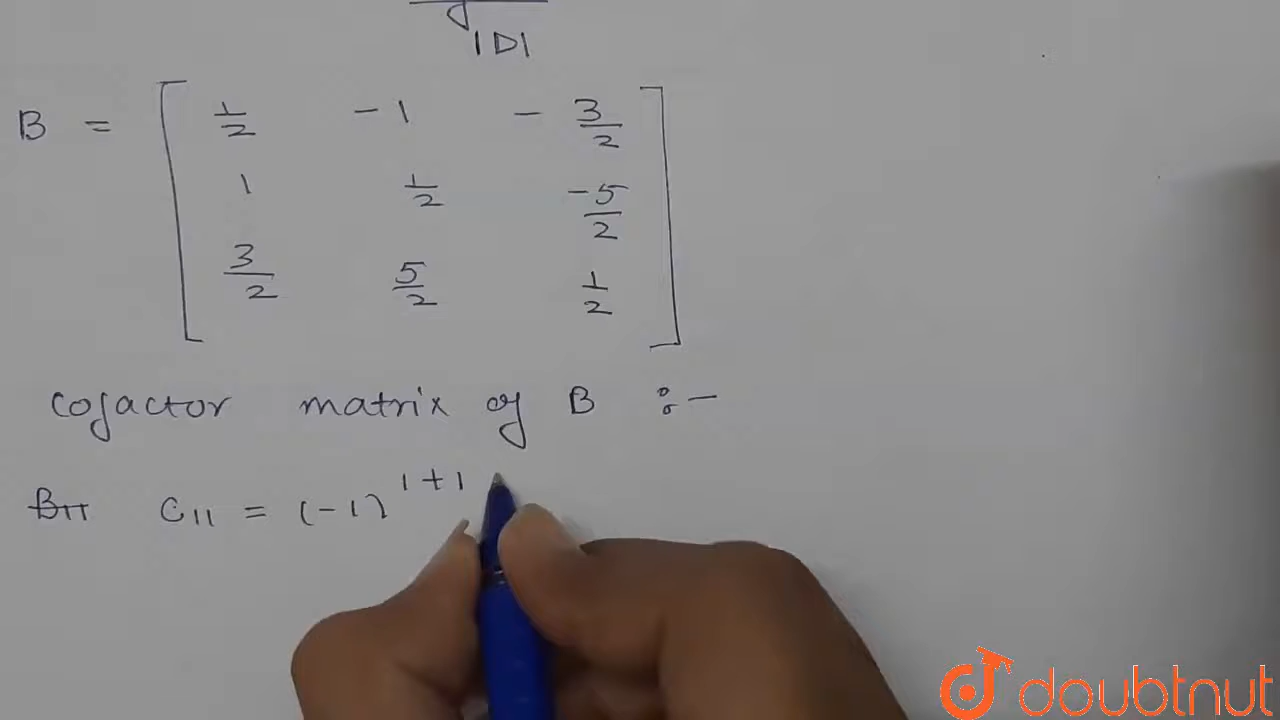 |D|
B = [ 1/2 -1 - 3/2
1 1/2 -5/2
3/2 5/2 1/2 ]
cofactor matrix of B :-
B11 C11 = (-1)^1+1
doubtnut